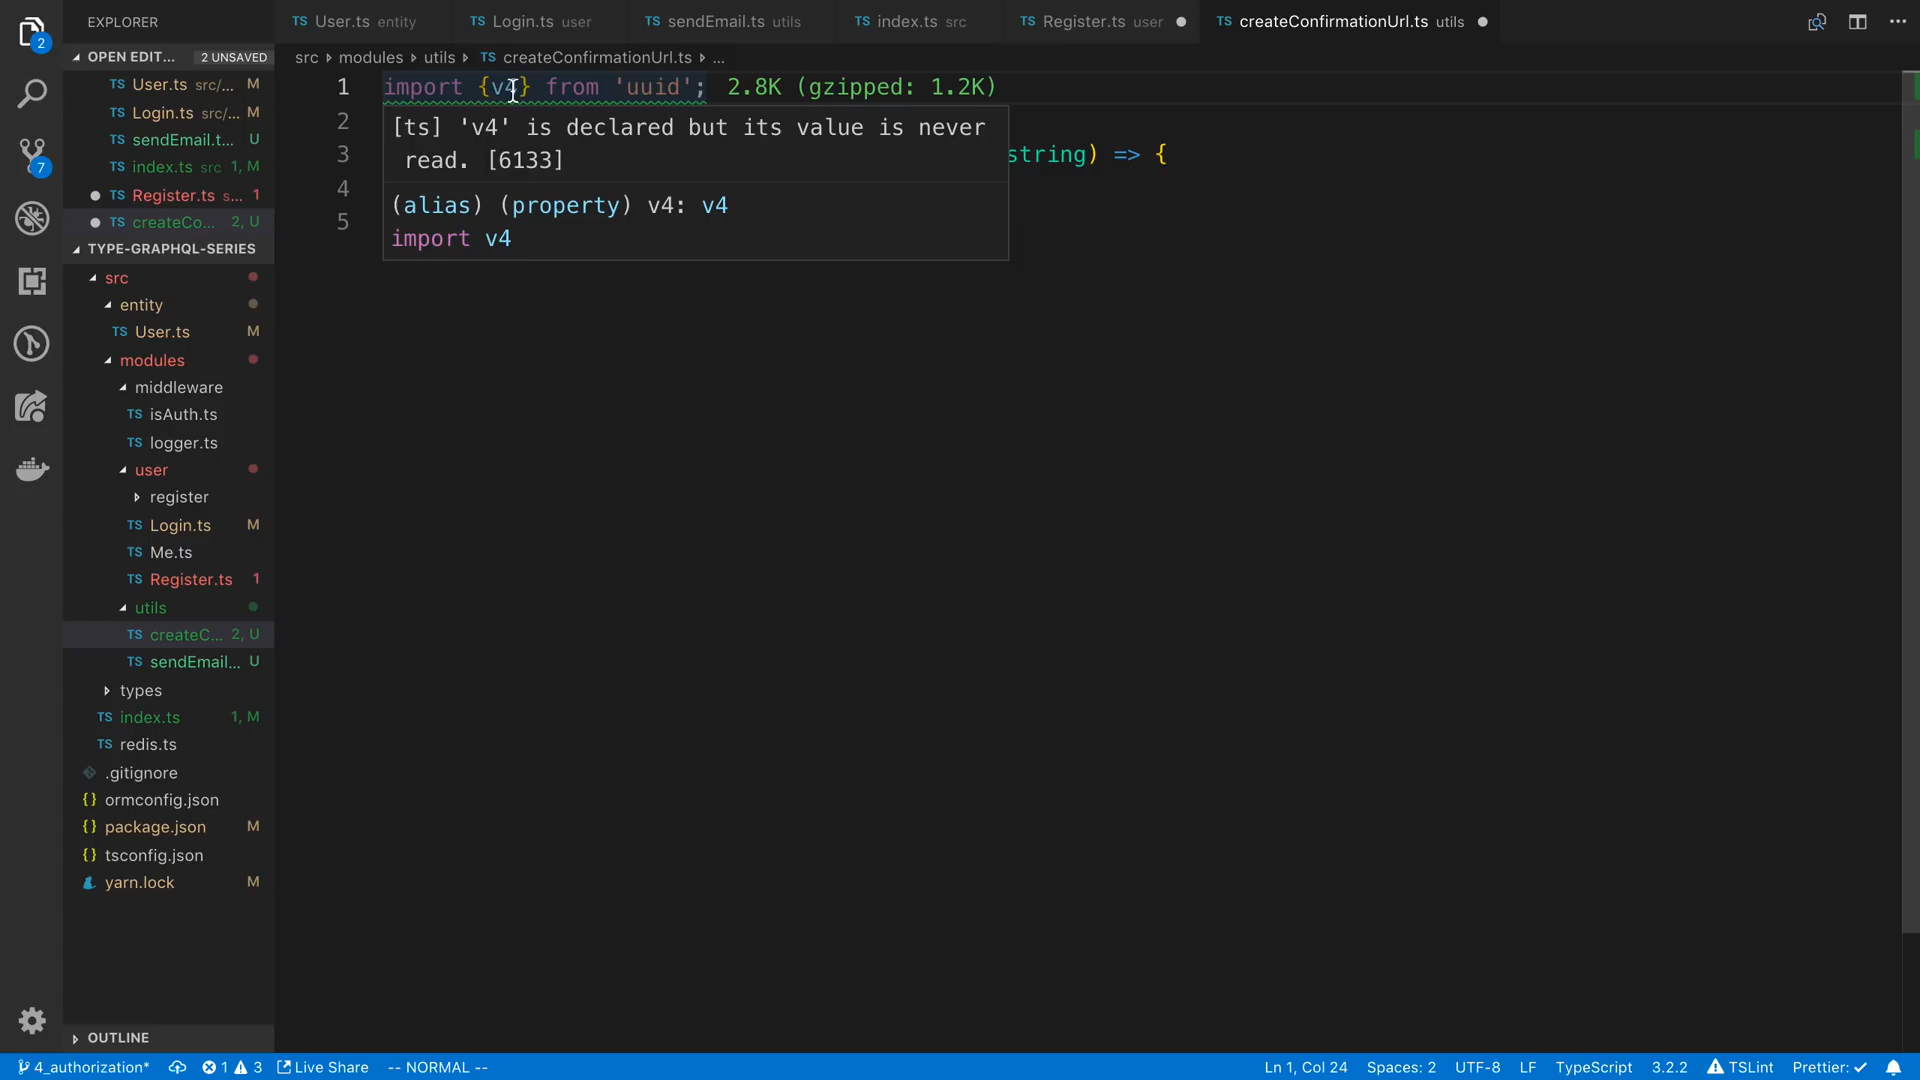 EXPLORER
User.ts entity
Login.ts user
sendEmail.ts utils
index.ts src
Register.ts user
createConfirmationUrl.ts utils
2
OPEN EDIT... 2 UNSAVED
src modules utils TS createConfirmationUrl.ts ...
TS User.ts src/... M
TS Login.ts src/... M
TS sendEmail.t... U
TS index.ts src 1, M
TS Register.ts s... 1
TS createCo... 2, U
7
TYPE-GRAPHQL-SERIES
src
entity
TS User.ts M
modules
middleware
TS isAuth.ts
TS logger.ts
user
register
TS Login.ts M
TS Me.ts
TS Register.ts 1
utils
TS createC... 2, U
TS sendEmail... U
types
TS index.ts 1, M
TS redis.ts
.gitignore
{} ormconfig.json
{} package.json M
{} tsconfig.json
yarn.lock M
OUTLINE
1 import {v4} from 'uuid'; 2.8K (gzipped: 1.2K)
2
3 string) => {
4
5
[ts] 'v4' is declared but its value is never
read. [6133]
(alias) (property) v4: v4
import v4
4_authorization* 1 3 Live Share -- NORMAL -- Ln 1, Col 24 Spaces: 2 UTF-8 LF TypeScript 3.2.2 TSLint Prettier: ✓